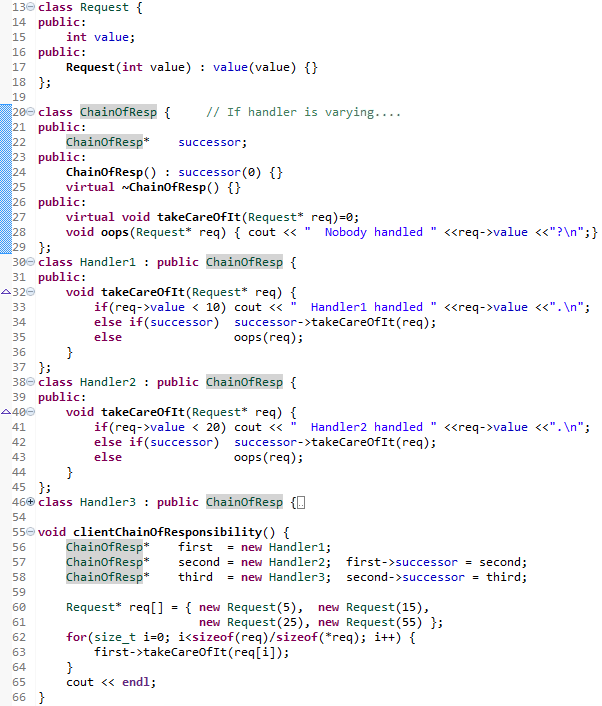 13 class Request {
14 public:
15     int value;
16 public:
17     Request(int value) : value(value) {}
18 };
19
20 class ChainOfResp {     // If handler is varying....
21 public:
22     ChainOfResp*    successor;
23 public:
24     ChainOfResp() : successor(0) {}
25     virtual ~ChainOfResp() {}
26 public:
27     virtual void takeCareOfIt(Request* req)=0;
28     void oops(Request* req) { cout << "  Nobody handled " <<req->value <<"?\n";}
29 };
30 class Handler1 : public ChainOfResp {
31 public:
32     void takeCareOfIt(Request* req) {
33         if(req->value < 10) cout << "  Handler1 handled " <<req->value <<".\n";
34         else if(successor)  successor->takeCareOfIt(req);
35         else                oops(req);
36     }
37 };
38 class Handler2 : public ChainOfResp {
39 public:
40     void takeCareOfIt(Request* req) {
41         if(req->value < 20) cout << "  Handler2 handled " <<req->value <<".\n";
42         else if(successor)  successor->takeCareOfIt(req);
43         else                oops(req);
44     }
45 };
46 class Handler3 : public ChainOfResp {
54
55 void clientChainOfResponsibility() {
56     ChainOfResp*    first  = new Handler1;
57     ChainOfResp*    second = new Handler2;  first->successor = second;
58     ChainOfResp*    third  = new Handler3;  second->successor = third;
59
60     Request* req[] = { new Request(5),  new Request(15),
61                        new Request(25), new Request(55) };
62     for(size_t i=0; i<sizeof(req)/sizeof(*req); i++) {
63         first->takeCareOfIt(req[i]);
64     }
65     cout << endl;
66 }